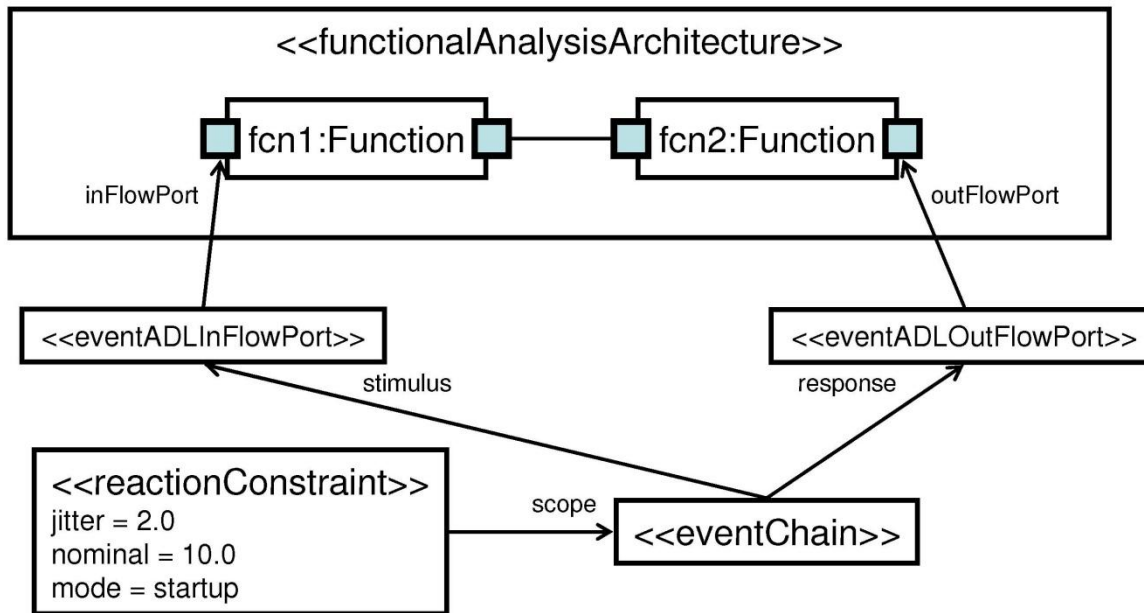 <<functionalAnalysisArchitecture>>
fcn1:Function
fcn2:Function
inFlowPort
outFlowPort
<<eventADLInFlowPort>>
<<eventADLOutFlowPort>>
stimulus
response
<<reactionConstraint>>
jitter = 2.0
nominal = 10.0
mode = startup
scope
<<eventChain>>